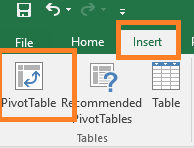 File Home Insert
PivotTable Recommended Table
PivotTables
Tables